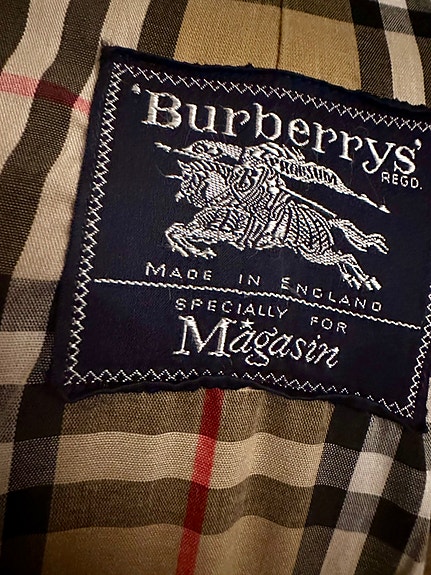 'Burberrys'
REGD.
PRORSUM
MADE IN ENGLAND
SPECIALLY FOR
Magasin